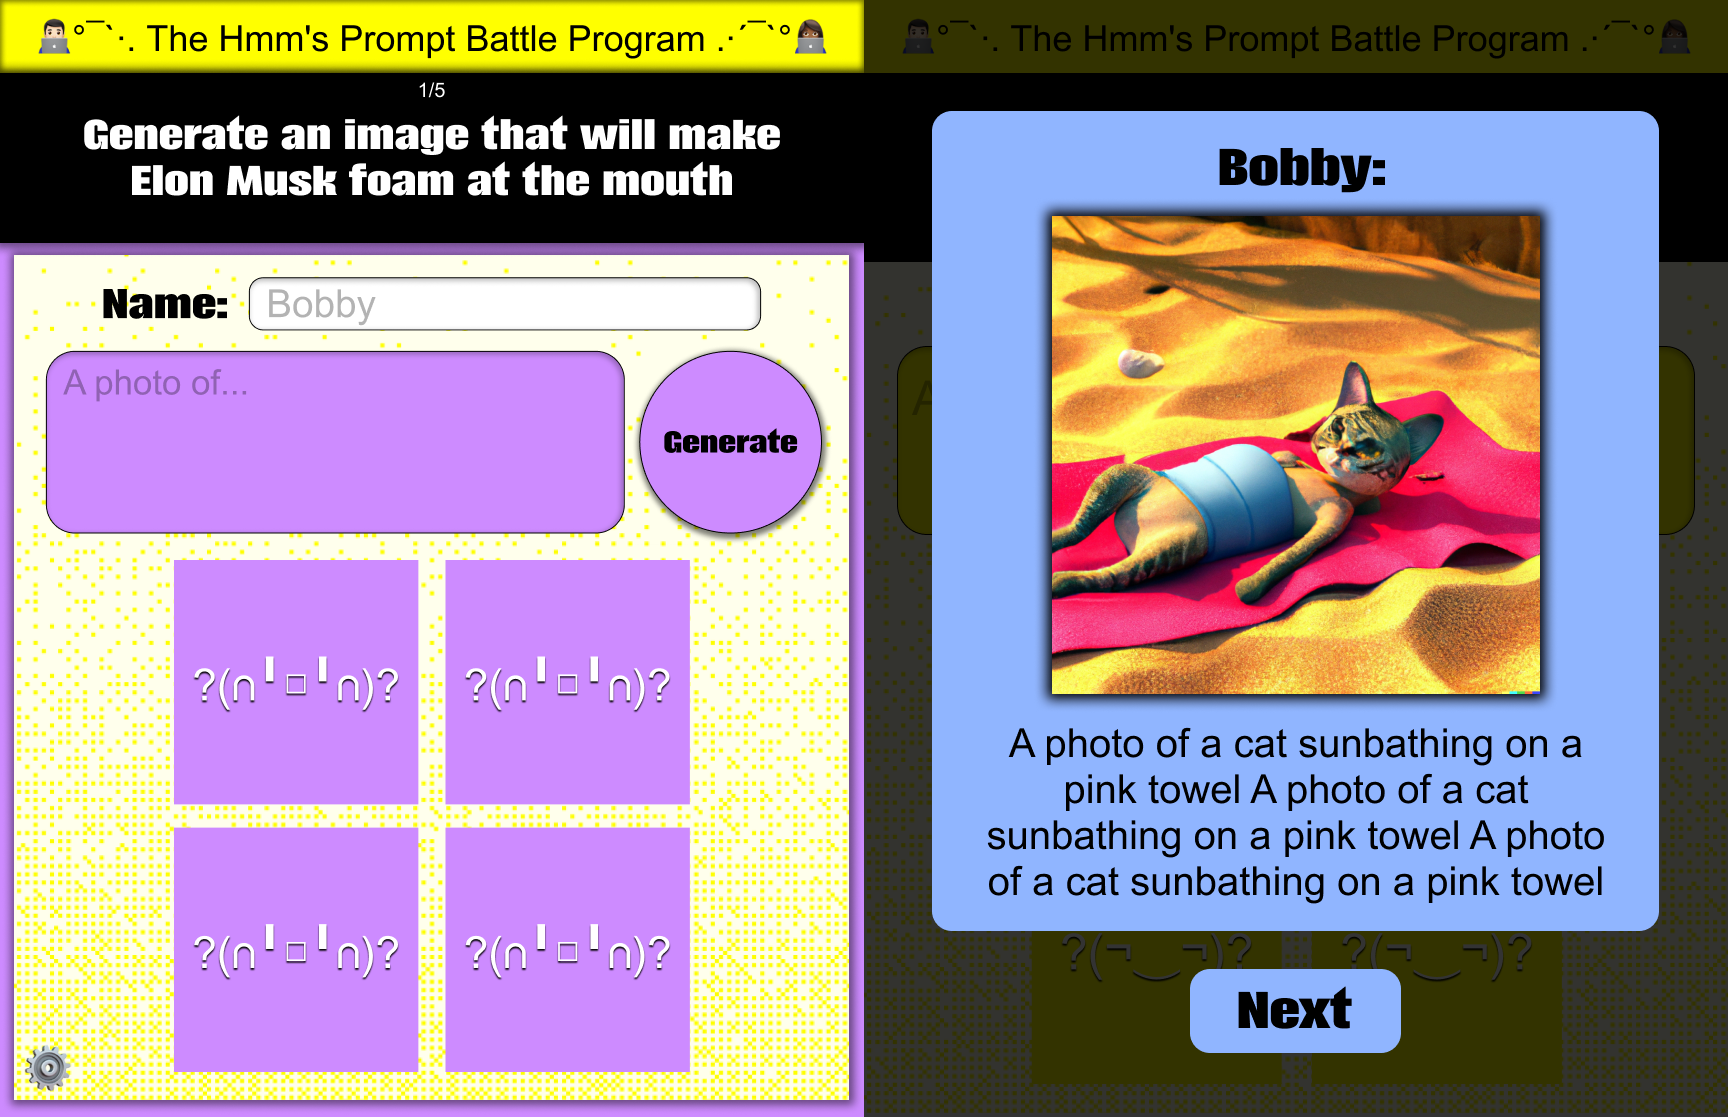 👨🏻‍💻°¯`·. The Hmm's Prompt Battle Program .·´¯`°👩🏾‍💻
1/5
Generate an image that will make
Elon Musk foam at the mouth
Name:
Bobby
A photo of...
Generate
?(∩╹□╹∩)?
?(∩╹□╹∩)?
?(∩╹□╹∩)?
?(∩╹□╹∩)?
👨🏻‍💻°¯`·. The Hmm's Prompt Battle Program .·´¯`°👩🏾‍💻
Bobby:
A
A photo of a cat sunbathing on a
pink towel A photo of a cat
sunbathing on a pink towel A photo
of a cat sunbathing on a pink towel
?(¬‿¬)?
?(¬‿¬)?
Next